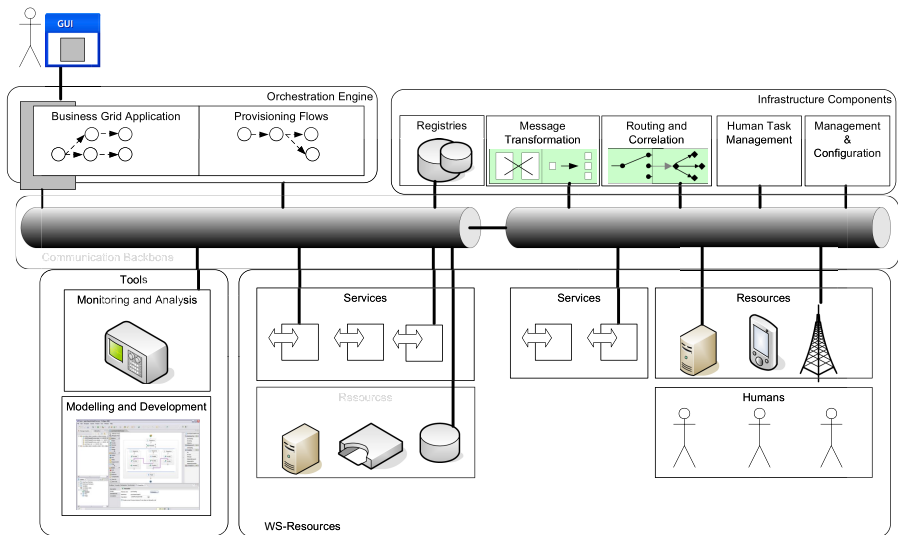 GUI
Orchestration Engine
Infrastructure Components
Business Grid Application
Provisioning Flows
Registries
Message
Transformation
Routing and
Correlation
Human Task
Management
Management
&
Configuration
Communication Backbone
Tools
Monitoring and Analysis
Services
Services
Resources
Resources
Humans
Modelling and Development
WS-Resources